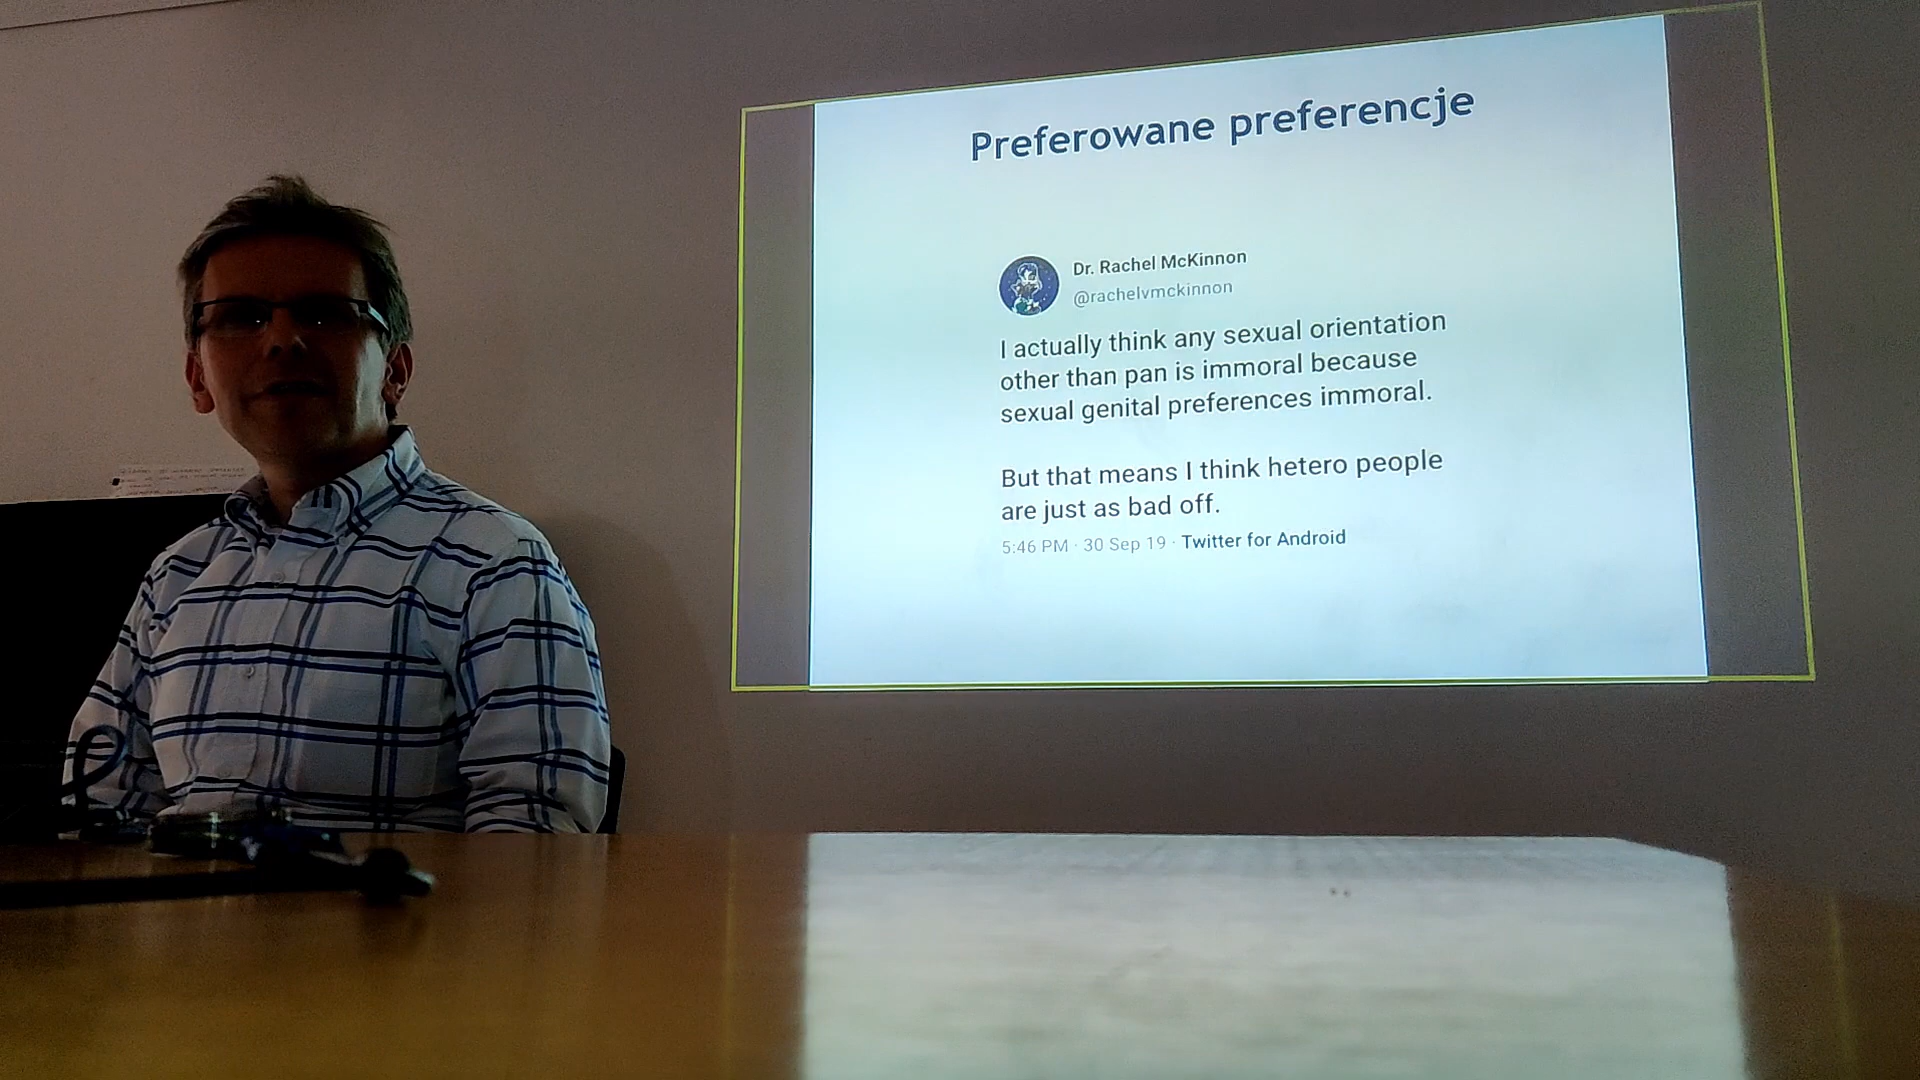 Preferowane preferencje
Dr. Rachel McKinnon
@rachelvmckinnon
I actually think any sexual orientation
other than pan is immoral because
sexual genital preferences immoral.
But that means I think hetero people
are just as bad off.
5:46 PM · 30 Sep 19 · Twitter for Android